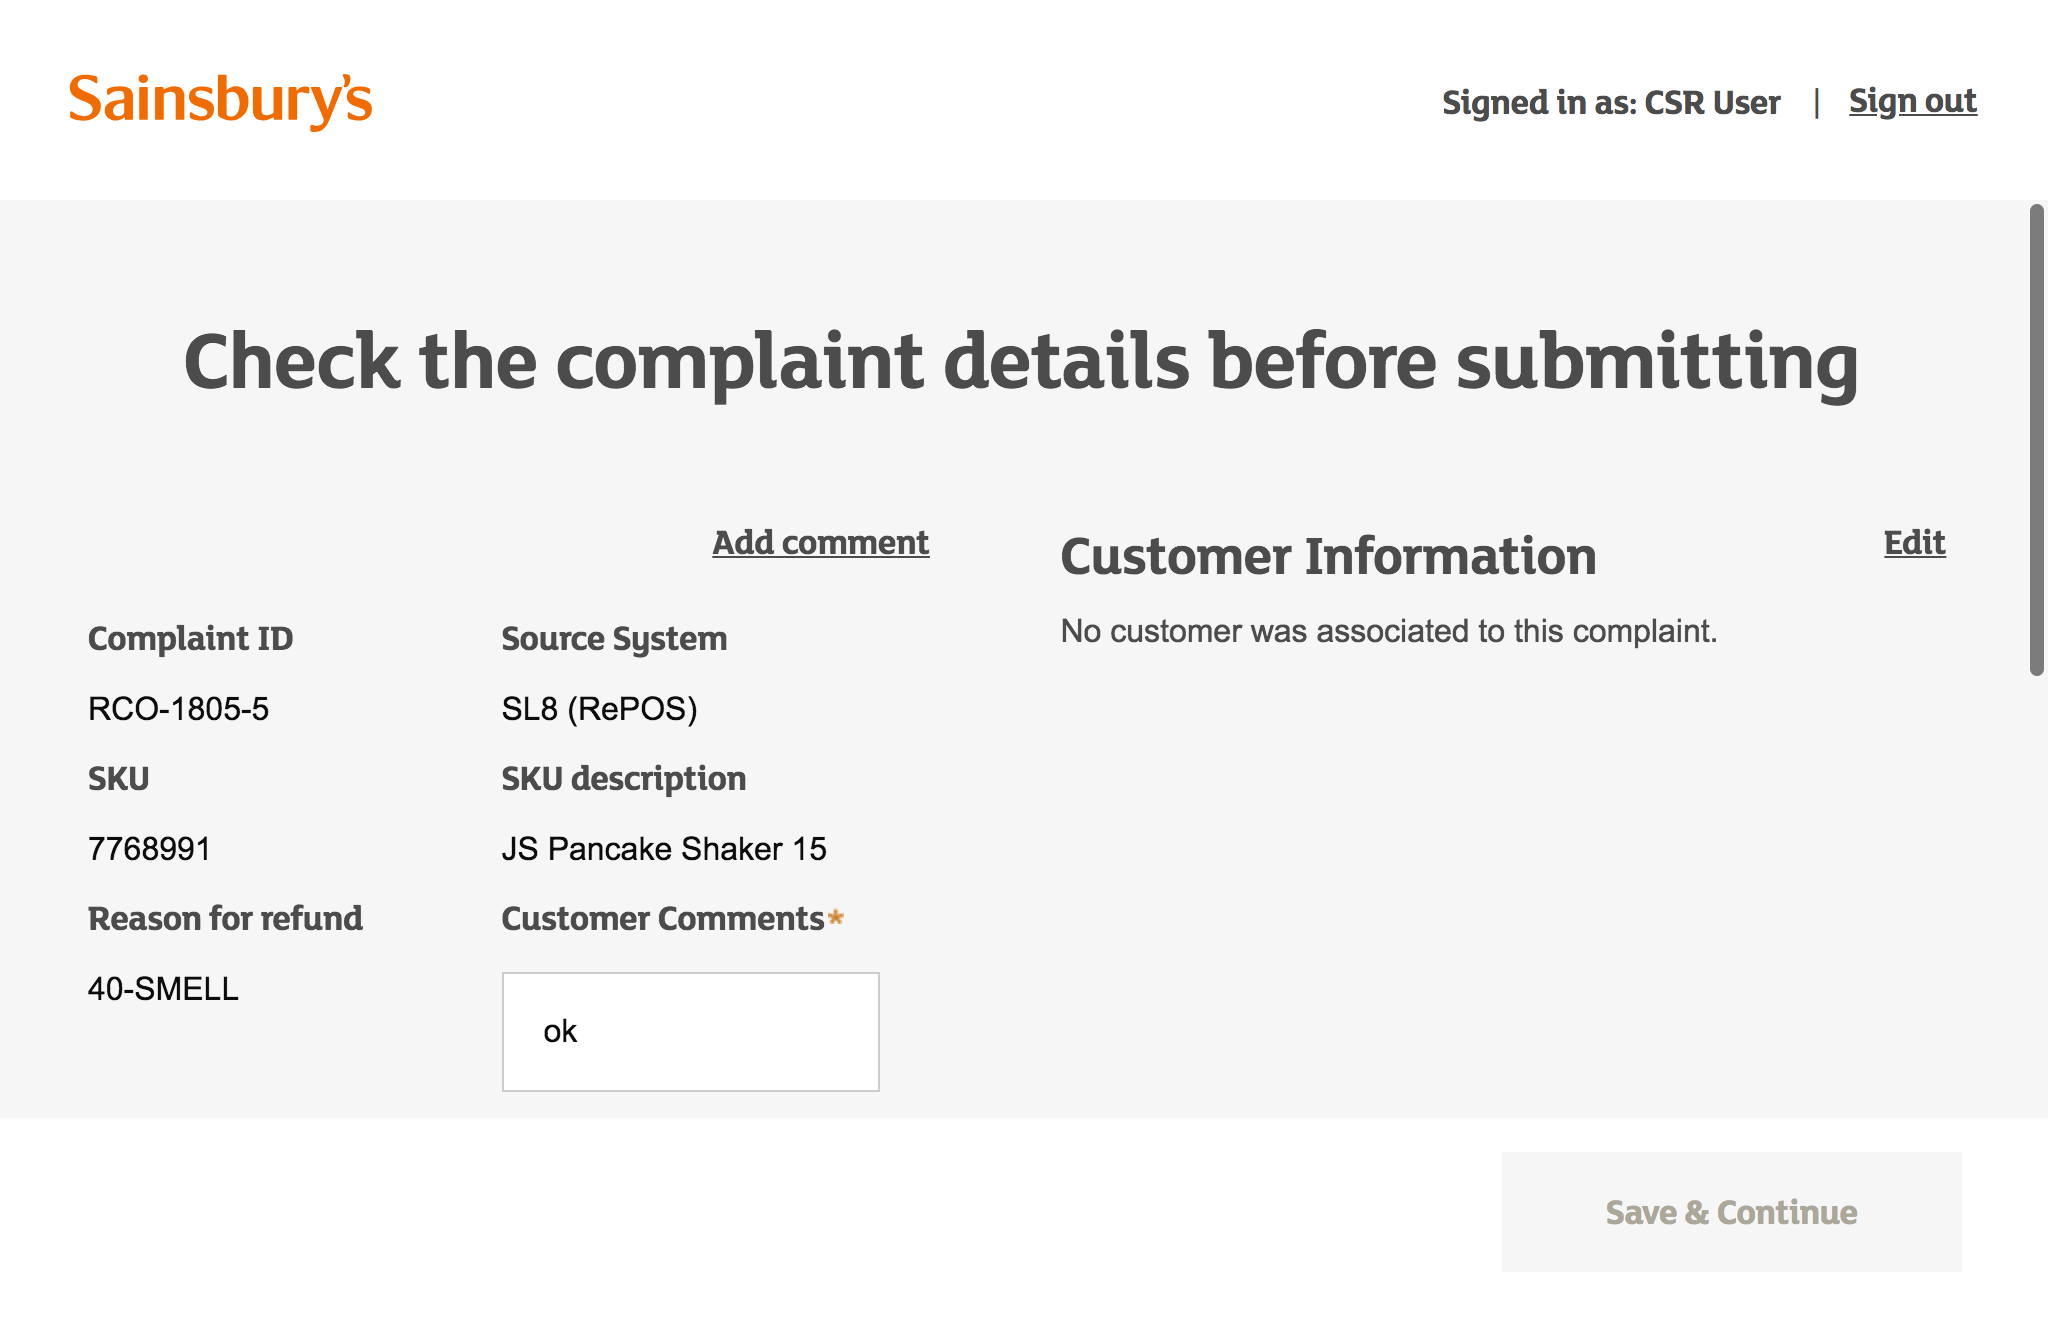 Sainsbury's
Signed in as: CSR User | Sign out
Check the complaint details before submitting
Add comment
Complaint ID
Source System
RCO-1805-5
SL8 (RePOS)
SKU
SKU description
7768991
JS Pancake Shaker 15
Reason for refund
Customer Comments*
40-SMELL
ok
Customer Information
Edit
No customer was associated to this complaint.
Save & Continue